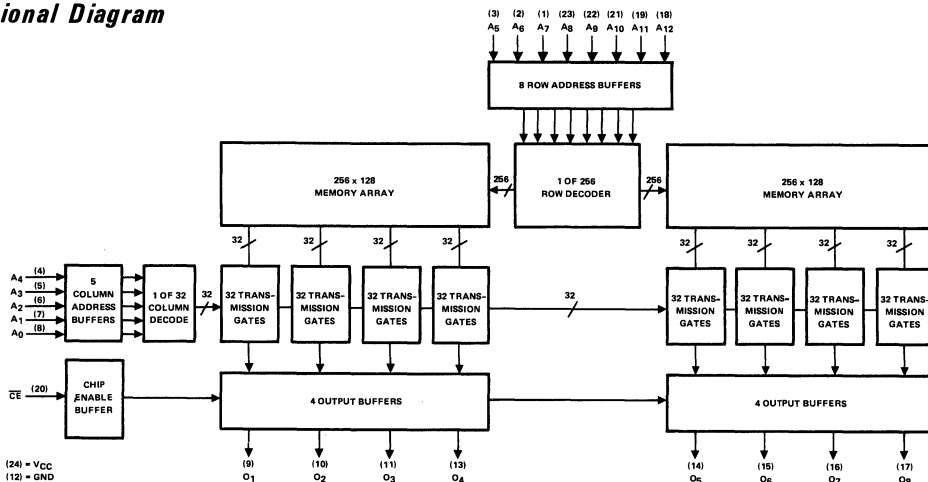 ional Diagram
(3) (2) (1) (23) (22) (21) (19) (18)
A5 A6 A7 A8 A9 A10 A11 A12
8 ROW ADDRESS BUFFERS
256 x 128
MEMORY ARRAY
256
1 OF 256
ROW DECODER
256
256 x 128
MEMORY ARRAY
32 32 32 32
32 32 32 32
A4 (4)
A3 (5)
A2 (6)
A1 (7)
A0 (8)
5
COLUMN
ADDRESS
BUFFERS
1 OF 32
COLUMN
DECODE
32
32 TRANS-
MISSION
GATES
32 TRANS-
MISSION
GATES
32 TRANS-
MISSION
GATES
32 TRANS-
MISSION
GATES
32
32 TRANS-
MISSION
GATES
32 TRANS-
MISSION
GATES
32 TRANS-
MISSION
GATES
32 TRANS-
MISSION
GATES
CE (20)
CHIP
ENABLE
BUFFER
4 OUTPUT BUFFERS
4 OUTPUT BUFFERS
(24) = VCC
(12) = GND
(9) (10) (11) (13)
O1 O2 O3 O4
(14) (15) (16) (17)
O5 O6 O7 O8